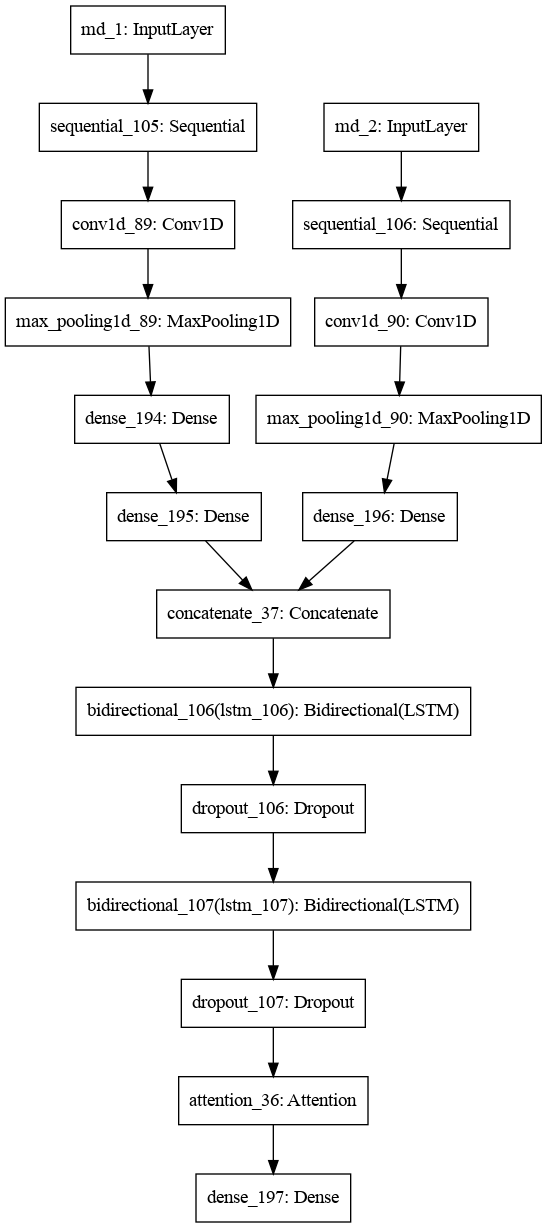 md_1: InputLayer
sequential_105: Sequential
md_2: InputLayer
conv1d_89: Conv1D
sequential_106: Sequential
max_pooling1d_89: MaxPooling1D
conv1d_90: Conv1D
dense_194: Dense
max_pooling1d_90: MaxPooling1D
dense_195: Dense
dense_196: Dense
concatenate_37: Concatenate
bidirectional_106(lstm_106): Bidirectional(LSTM)
dropout_106: Dropout
bidirectional_107(lstm_107): Bidirectional(LSTM)
dropout_107: Dropout
attention_36: Attention
dense_197: Dense